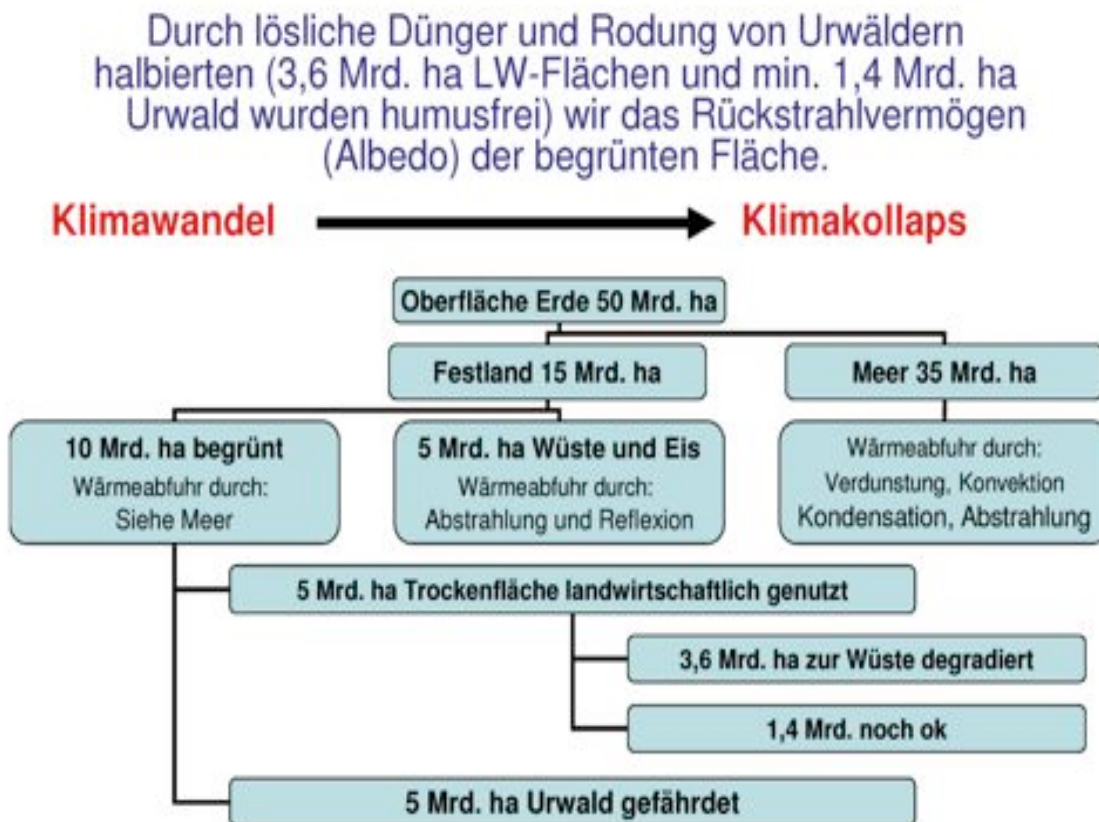 Durch lösliche Dünger und Rodung von Urwäldern
halbierten (3,6 Mrd. ha LW-Flächen und min. 1,4 Mrd. ha
Urwald wurden humusfrei) wir das Rückstrahlvermögen
(Albedo) der begrünten Fläche.
Klimawandel
Klimakollaps
Oberfläche Erde 50 Mrd. ha
Festland 15 Mrd. ha
Meer 35 Mrd. ha
10 Mrd. ha begrünt
Wärmeabfuhr durch:
Siehe Meer
5 Mrd. ha Wüste und Eis
Wärmeabfuhr durch:
Abstrahlung und Reflexion
Wärmeabfuhr durch:
Verdunstung, Konvektion
Kondensation, Abstrahlung
5 Mrd. ha Trockenfläche landwirtschaftlich genutzt
3,6 Mrd. ha zur Wüste degradiert
1,4 Mrd. noch ok
5 Mrd. ha Urwald gefährdet